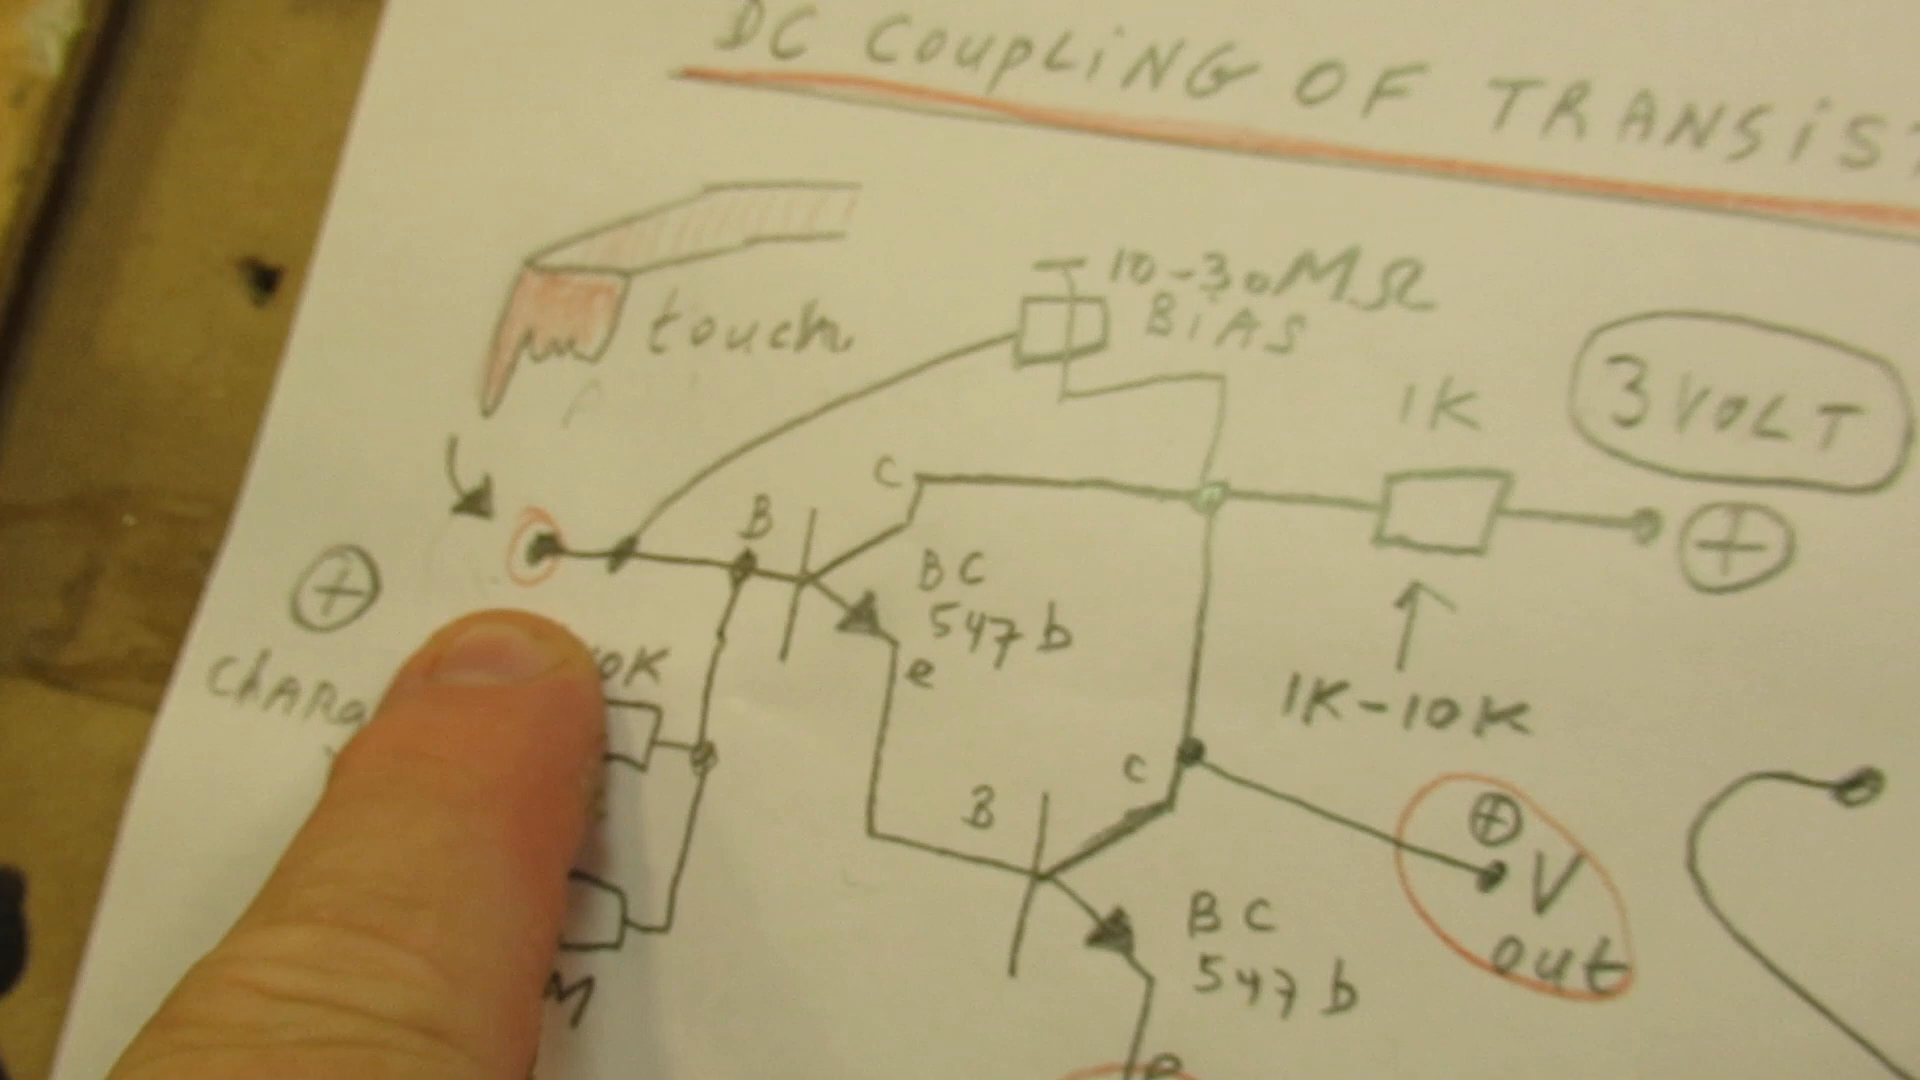 DC COUPLiNG OF TRANSiS
10-30MΩ
BiAS
touch
1K
3 VOLT
C
B
BC
547b
e
+
+
CHARG
0K
1K-10K
C
B
+
V
out
BC
547b
M
e